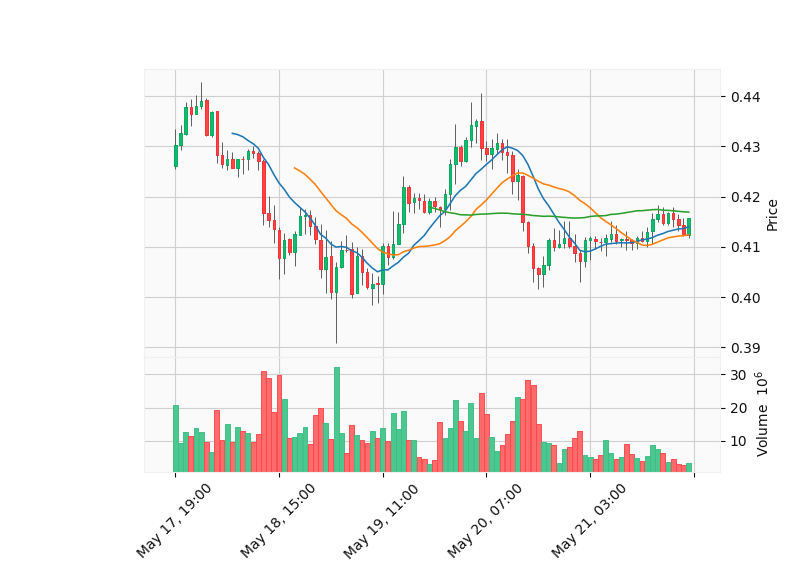 0.44
0.43
0.42
0.41
0.40
0.39
Price
30
20
10
Volume 10^6
May 17, 19:00
May 18, 15:00
May 19, 11:00
May 20, 07:00
May 21, 03:00